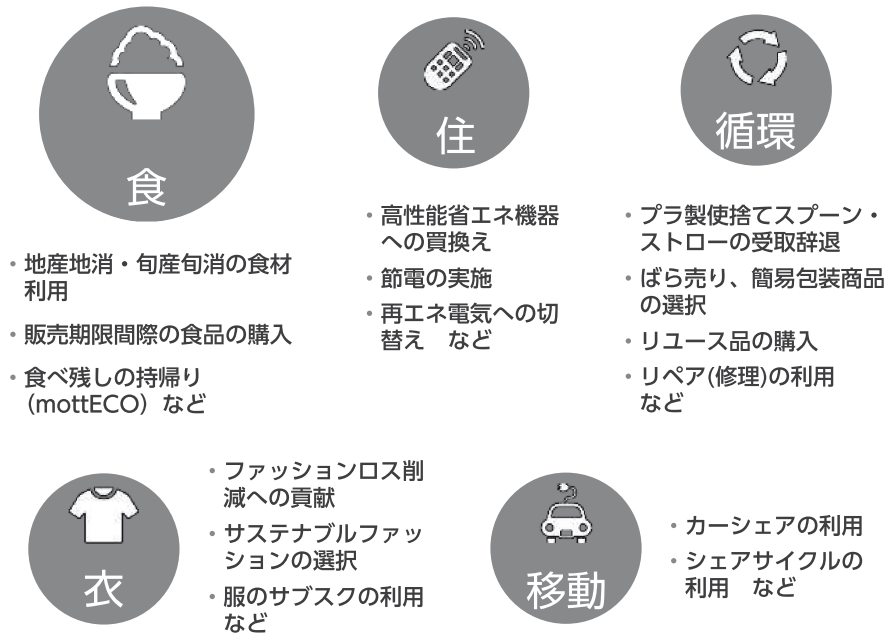 食
・地産地消・旬産旬消の食材
利用
・販売期限間際の食品の購入
・食べ残しの持帰り
（mottECO）など
住
・高性能省エネ機器
への買換え
・節電の実施
・再エネ電気への切
替え　など
循環
・プラ製使捨てスプーン・
ストローの受取辞退
・ばら売り、簡易包装商品
の選択
・リユース品の購入
・リペア(修理)の利用
など
衣
・ファッションロス削
減への貢献
・サステナブルファッ
ションの選択
・服のサブスクの利用
など
移動
・カーシェアの利用
・シェアサイクルの
利用　など